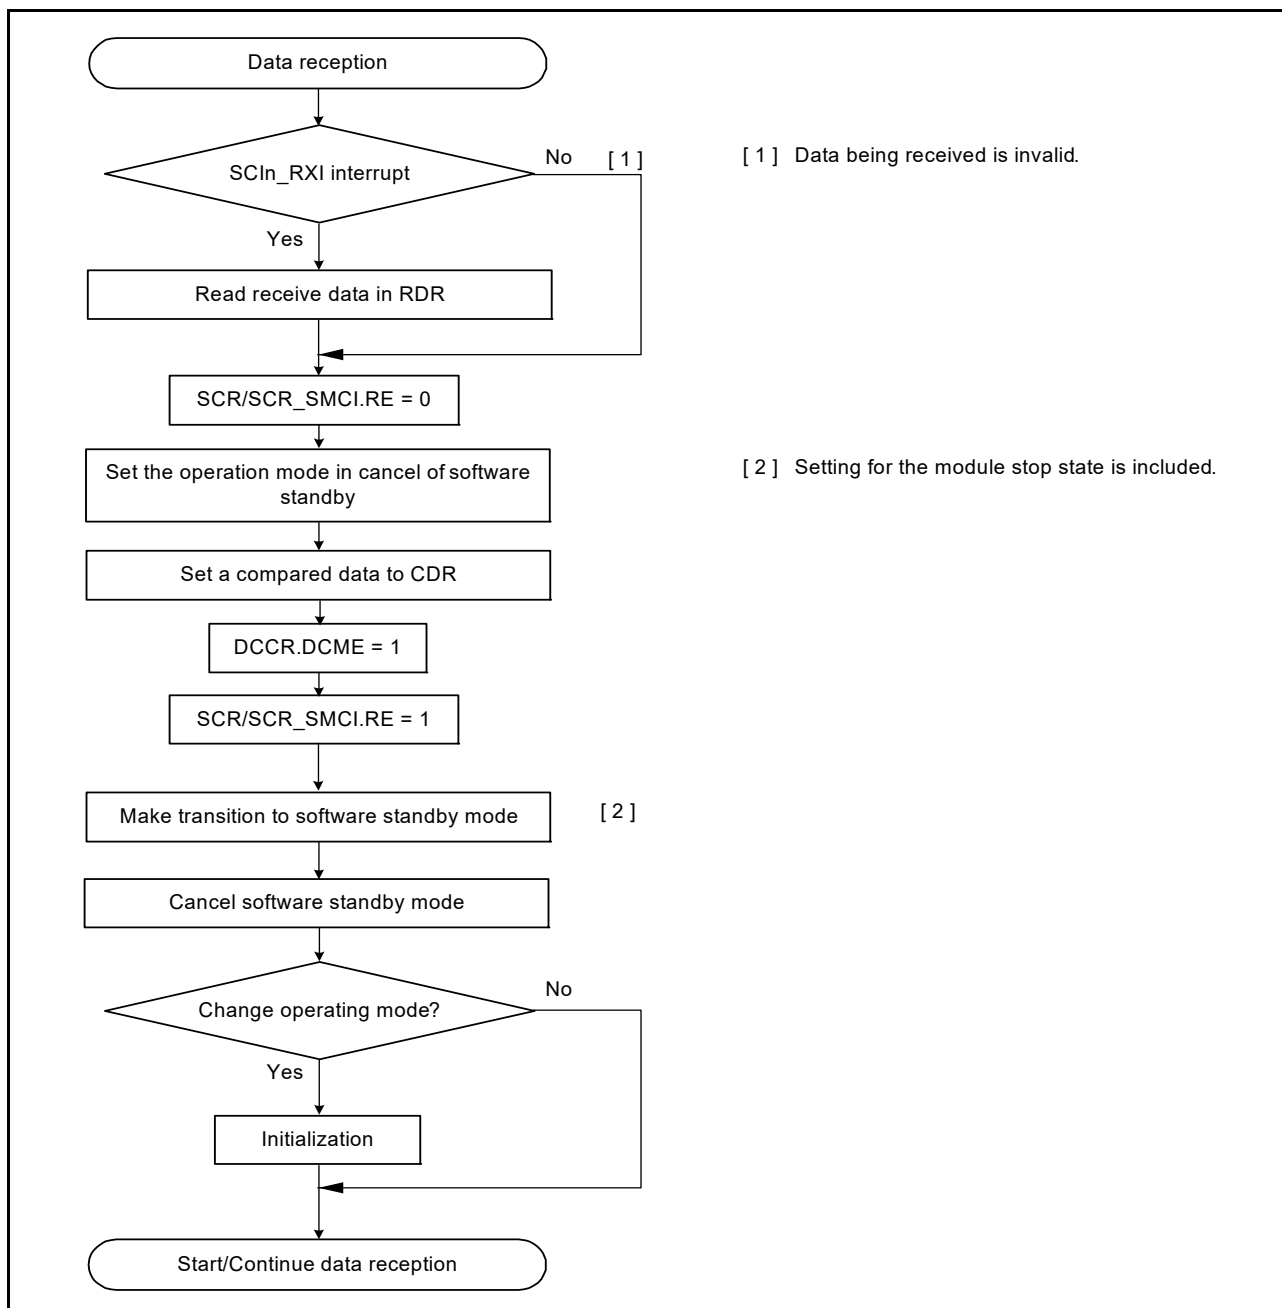 Data reception
SCIn_RXI interrupt
No [ 1 ]
[ 1 ] Data being received is invalid.
Yes
Read receive data in RDR
SCR/SCR_SMCI.RE = 0
Set the operation mode in cancel of software
standby
[ 2 ] Setting for the module stop state is included.
Set a compared data to CDR
DCCR.DCME = 1
SCR/SCR_SMCI.RE = 1
Make transition to software standby mode
[ 2 ]
Cancel software standby mode
Change operating mode?
No
Yes
Initialization
Start/Continue data reception